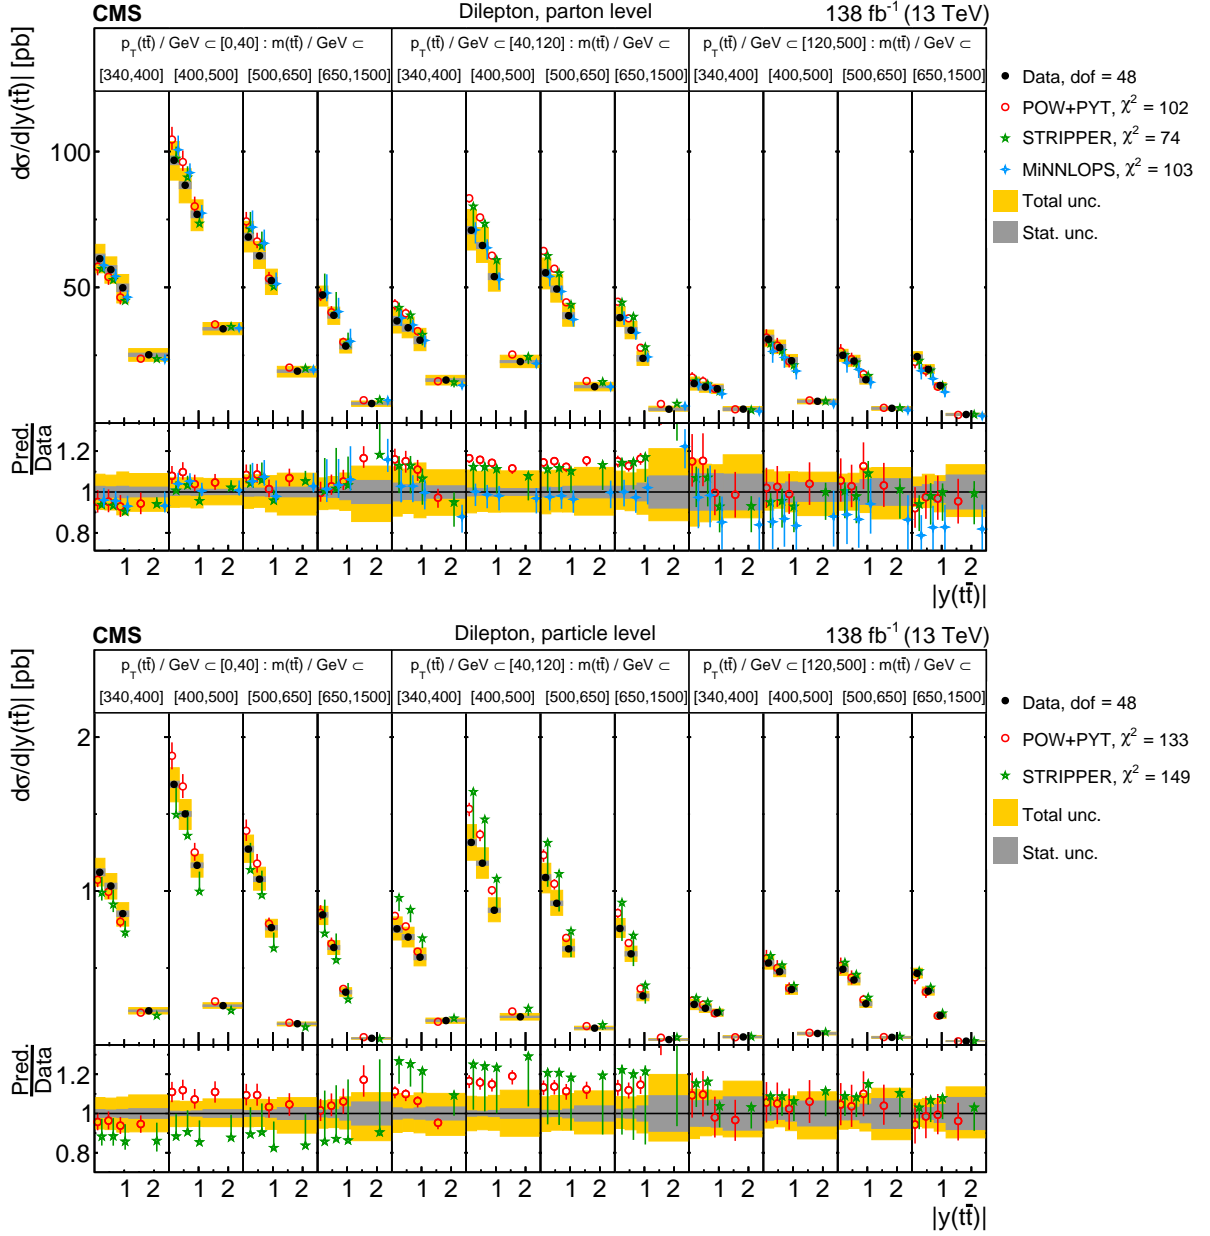 CMS Dilepton, parton level 138 fb⁻¹ (13 TeV)
p_T(tt̄) / GeV ⊂ [0,40] : m(tt̄) / GeV ⊂ p_T(tt̄) / GeV ⊂ [40,120] : m(tt̄) / GeV ⊂ p_T(tt̄) / GeV ⊂ [120,500] : m(tt̄) / GeV ⊂
[340,400] [400,500] [500,650] [650,1500] [340,400] [400,500] [500,650] [650,1500] [340,400] [400,500] [500,650] [650,1500]
dσ/d|y(tt̄)| [pb]
100
50
Data, dof = 48
POW+PYT, χ² = 102
STRIPPER, χ² = 74
MiNNLOPS, χ² = 103
Total unc.
Stat. unc.
Pred.
Data
1.2
1
0.8
1 2 1 2 1 2 1 2 1 2 1 2 1 2 1 2 1 2 1 2 1 2 1 2
|y(tt̄)|
CMS Dilepton, particle level 138 fb⁻¹ (13 TeV)
p_T(tt̄) / GeV ⊂ [0,40] : m(tt̄) / GeV ⊂ p_T(tt̄) / GeV ⊂ [40,120] : m(tt̄) / GeV ⊂ p_T(tt̄) / GeV ⊂ [120,500] : m(tt̄) / GeV ⊂
[340,400] [400,500] [500,650] [650,1500] [340,400] [400,500] [500,650] [650,1500] [340,400] [400,500] [500,650] [650,1500]
dσ/d|y(tt̄)| [pb]
2
1
Data, dof = 48
POW+PYT, χ² = 133
STRIPPER, χ² = 149
Total unc.
Stat. unc.
Pred.
Data
1.2
1
0.8
1 2 1 2 1 2 1 2 1 2 1 2 1 2 1 2 1 2 1 2 1 2 1 2
|y(tt̄)|